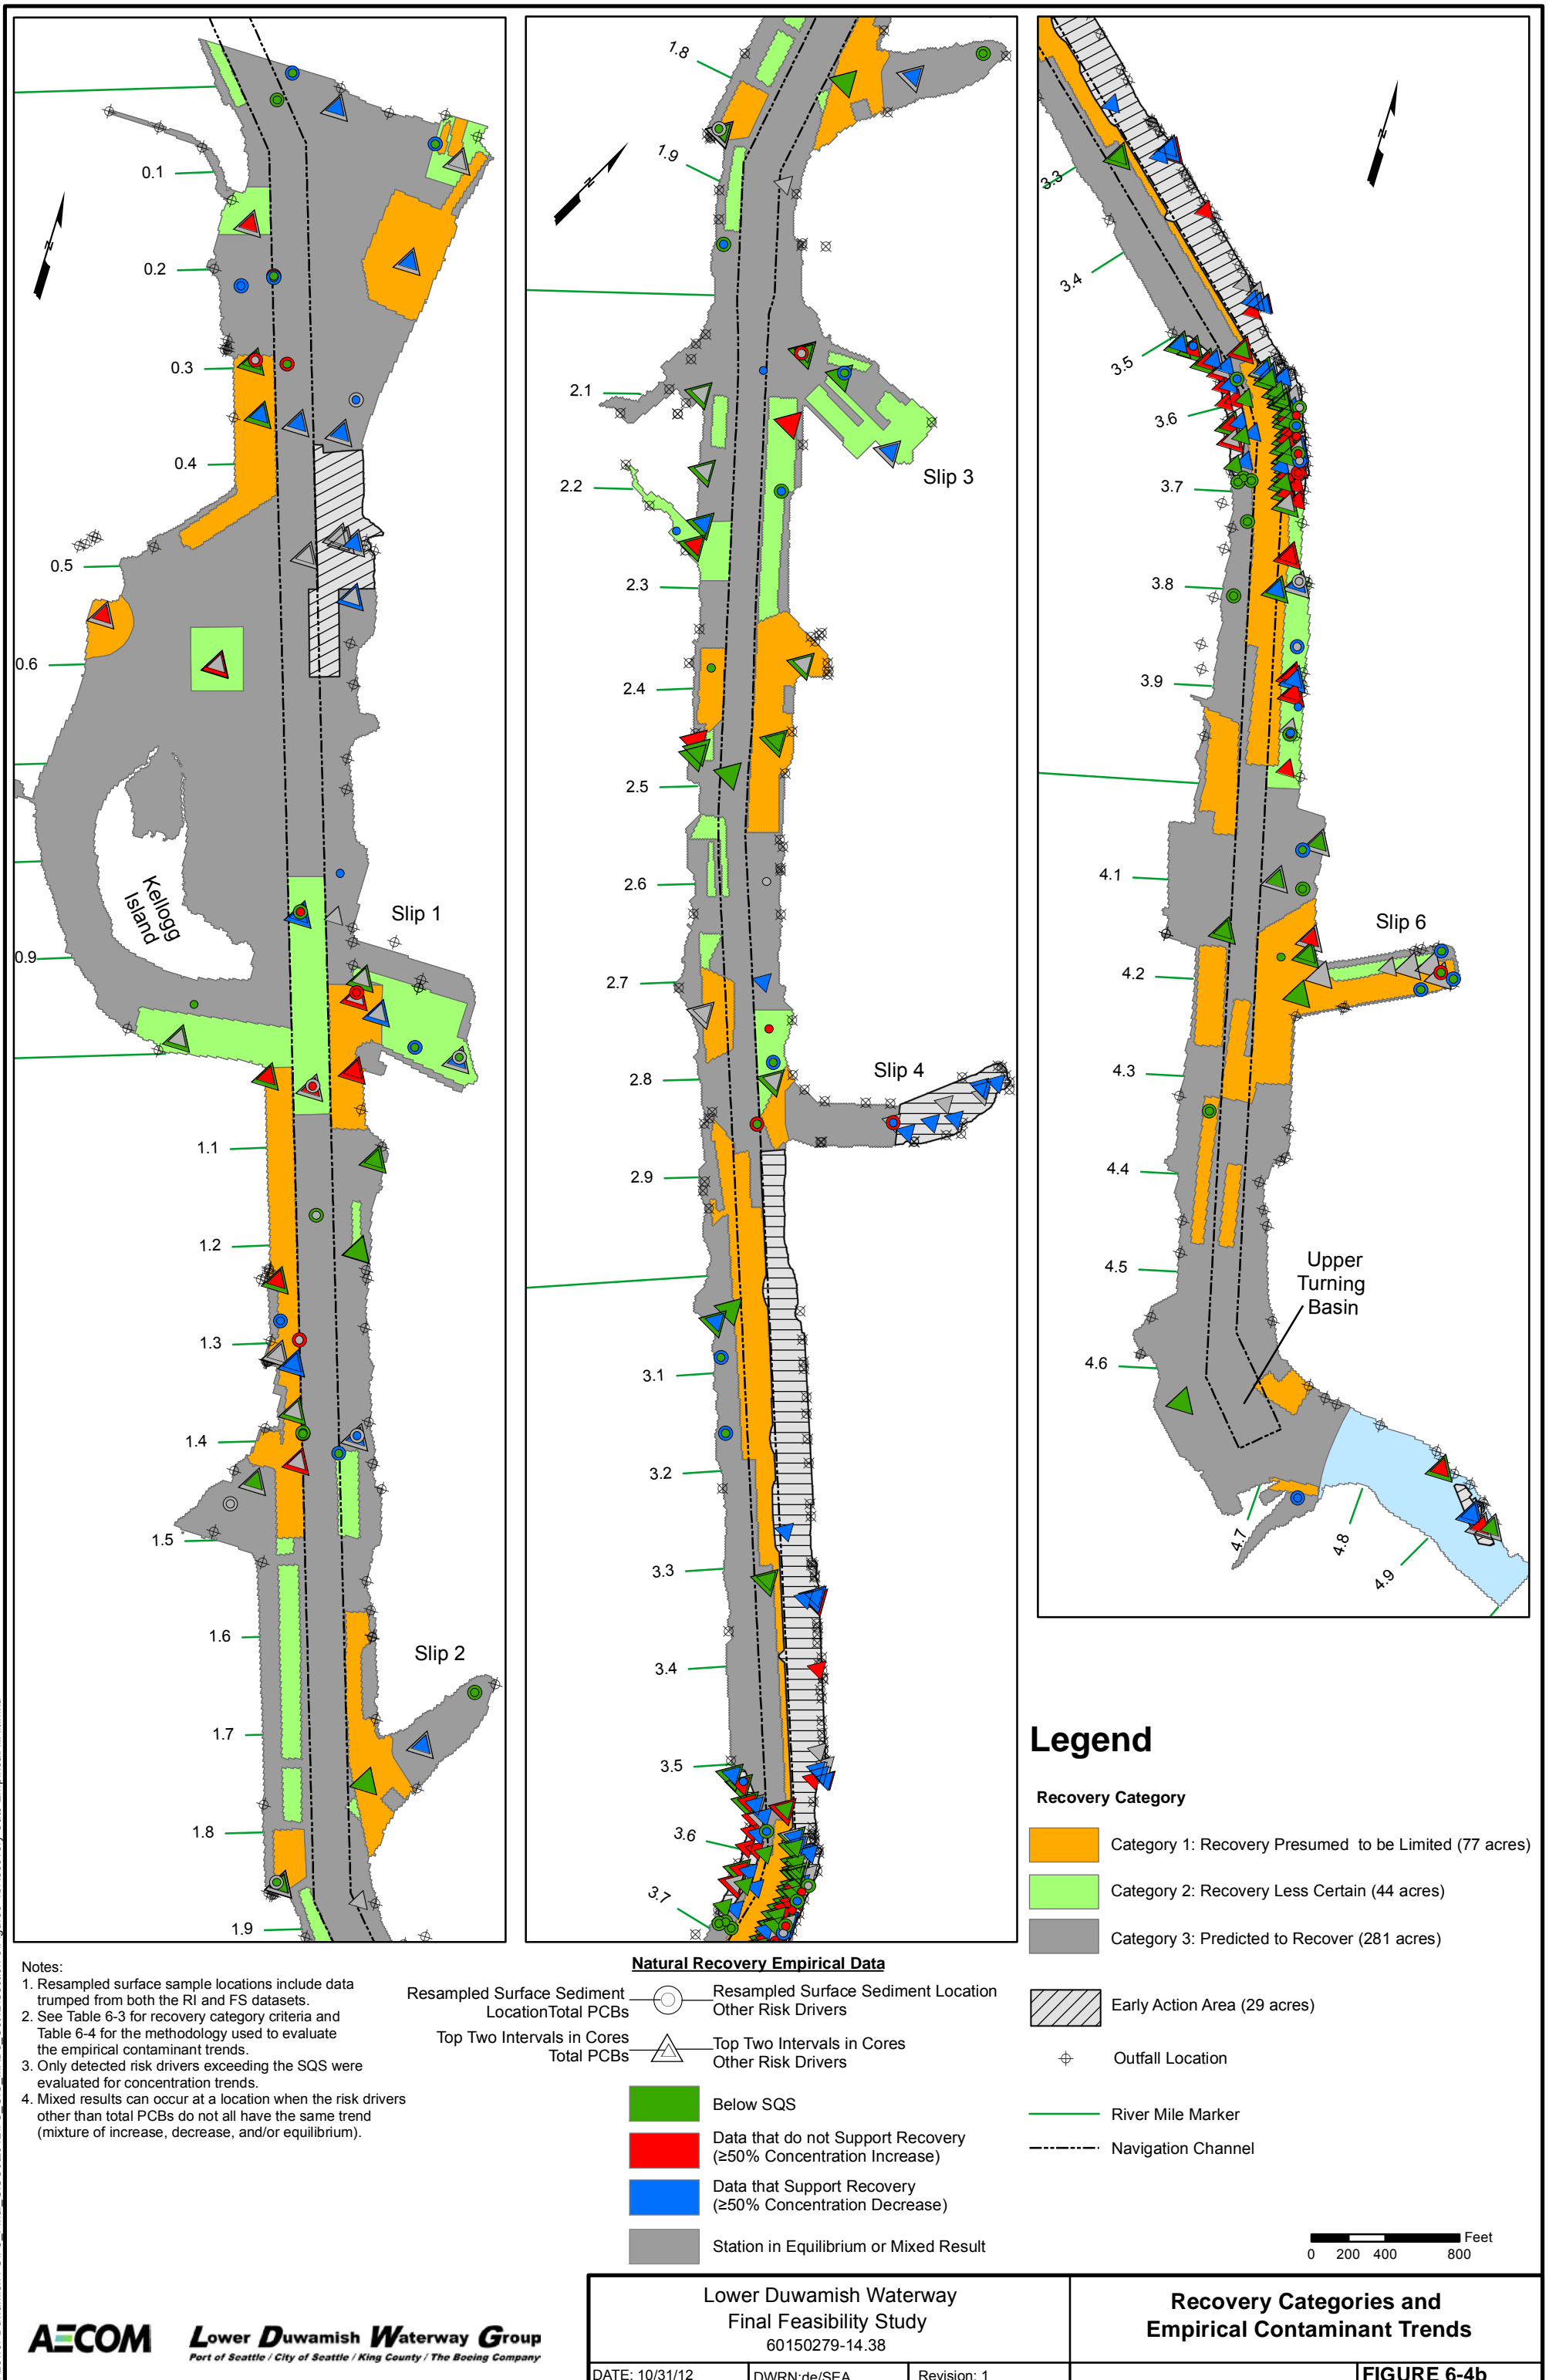 0.1
0.2
0.3
0.4
0.5
0.6
0.9
Kellogg
Island
Slip 1
1.1
1.2
1.3
1.4
1.5
1.6
Slip 2
1.7
1.8
1.9
1.8
1.9
2.1
2.2
Slip 3
2.3
2.4
2.5
2.6
2.7
2.8
Slip 4
2.9
3.1
3.2
3.3
3.4
3.5
3.6
3.7
3.3
3.4
3.5
3.6
3.7
3.8
3.9
4.1
Slip 6
4.2
4.3
4.4
4.5
Upper
Turning
Basin
4.6
4.7
4.8
4.9
Legend
Recovery Category
Category 1: Recovery Presumed to be Limited (77 acres)
Category 2: Recovery Less Certain (44 acres)
Category 3: Predicted to Recover (281 acres)
Early Action Area (29 acres)
Outfall Location
River Mile Marker
Navigation Channel
Feet
0 200 400 800
Notes:
1. Resampled surface sample locations include data
trumped from both the RI and FS datasets.
2. See Table 6-3 for recovery category criteria and
Table 6-4 for the methodology used to evaluate
the empirical contaminant trends.
3. Only detected risk drivers exceeding the SQS were
evaluated for concentration trends.
4. Mixed results can occur at a location when the risk drivers
other than total PCBs do not all have the same trend
(mixture of increase, decrease, and/or equilibrium).
Natural Recovery Empirical Data
Resampled Surface Sediment
LocationTotal PCBs
Resampled Surface Sediment Location
Other Risk Drivers
Top Two Intervals in Cores
Total PCBs
Top Two Intervals in Cores
Other Risk Drivers
Below SQS
Data that do not Support Recovery
(≥50% Concentration Increase)
Data that Support Recovery
(≥50% Concentration Decrease)
Station in Equilibrium or Mixed Result
AECOM
Lower Duwamish Waterway Group
Port of Seattle / City of Seattle / King County / The Boeing Company
Lower Duwamish Waterway
Final Feasibility Study
60150279-14.38
DATE: 10/31/12
DWRN:de/SEA
Revision: 1
Recovery Categories and
Empirical Contaminant Trends
FIGURE 6-4b